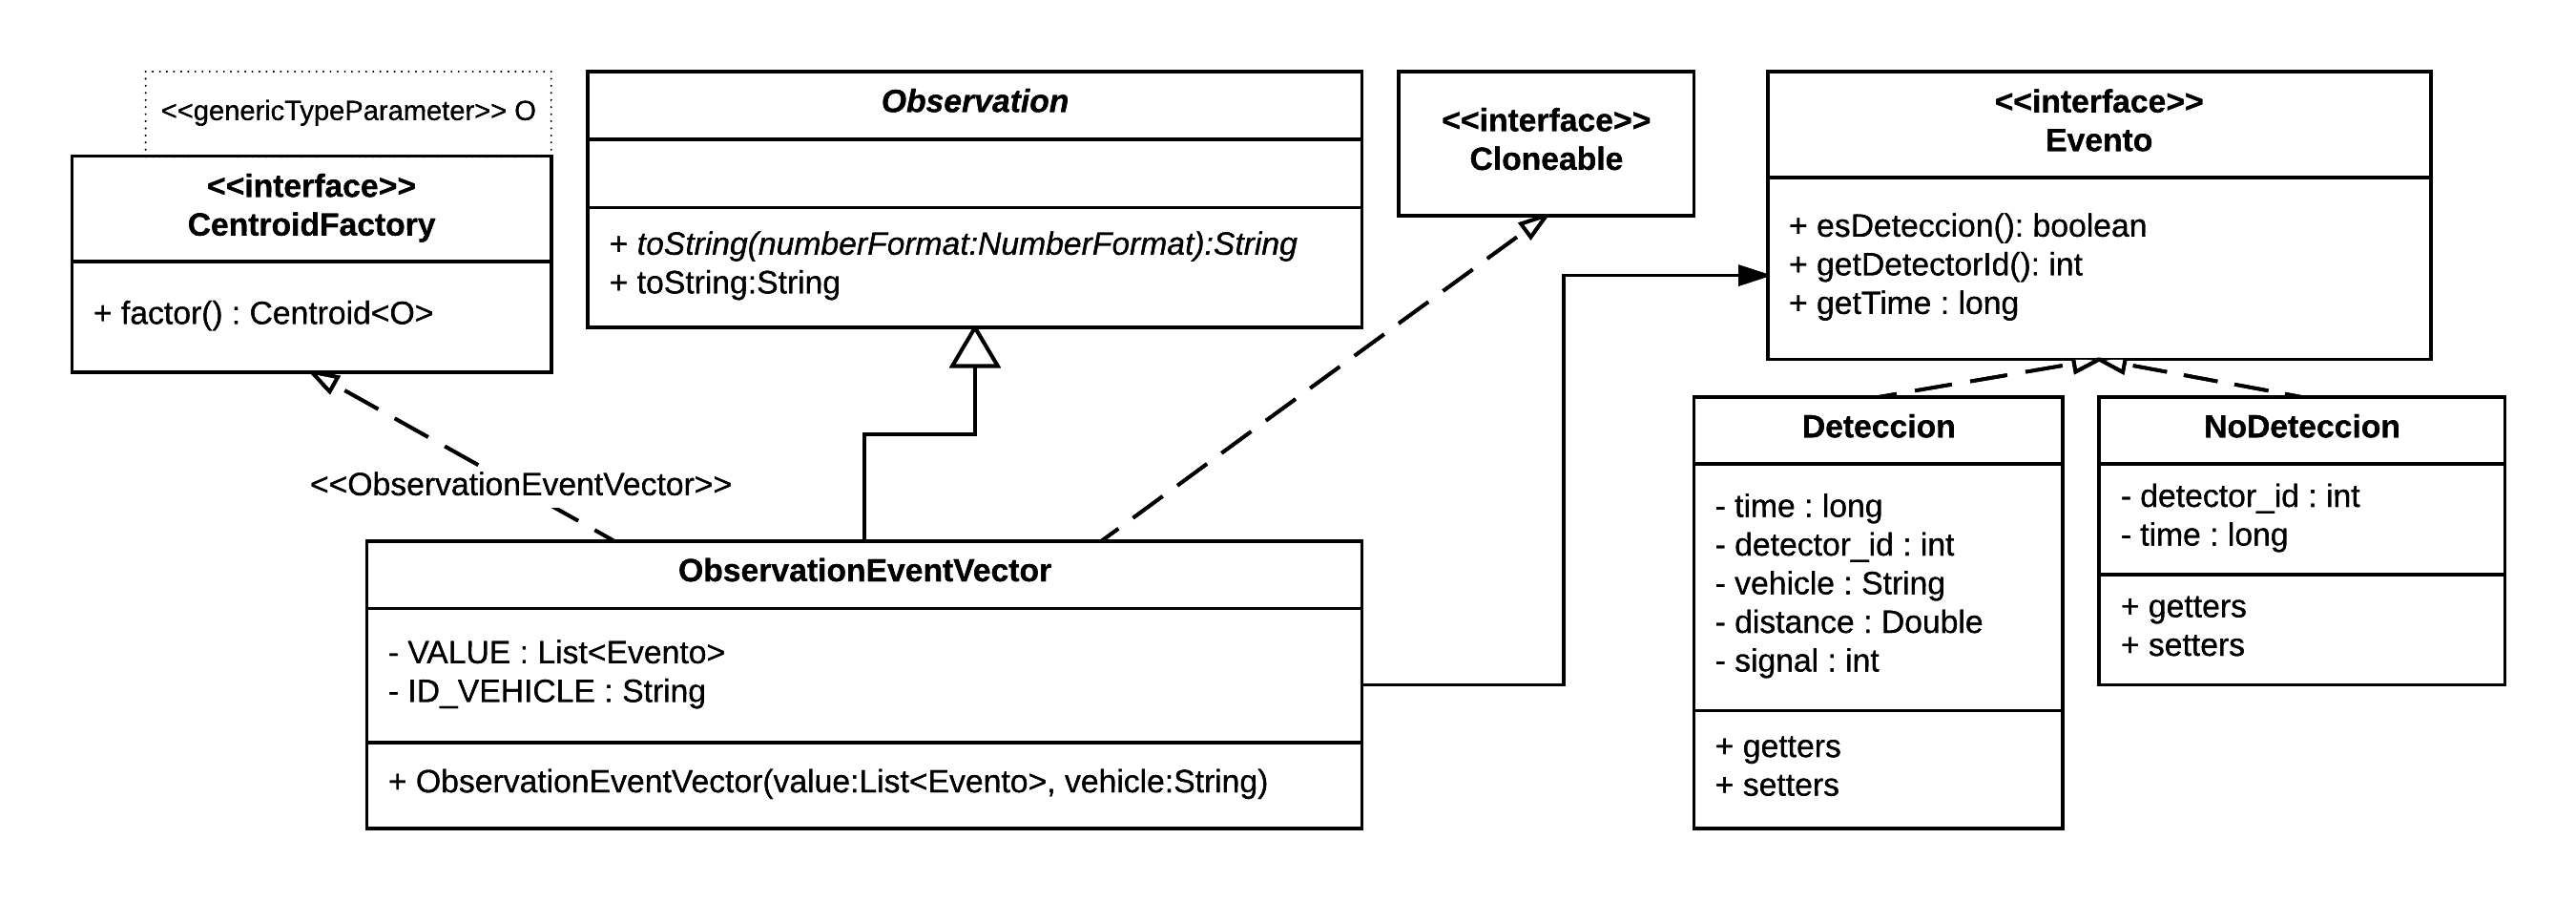 <<genericTypeParameter>> O
<<interface>>
CentroidFactory
+ factor() : Centroid<O>
Observation
+ toString(numberFormat:NumberFormat):String
+ toString:String
<<interface>>
Cloneable
<<interface>>
Evento
+ esDeteccion(): boolean
+ getDetectorId(): int
+ getTime : long
<<ObservationEventVector>>
ObservationEventVector
- VALUE : List<Evento>
- ID_VEHICLE : String
+ ObservationEventVector(value:List<Evento>, vehicle:String)
Deteccion
- time : long
- detector_id : int
- vehicle : String
- distance : Double
- signal : int
+ getters
+ setters
NoDeteccion
- detector_id : int
- time : long
+ getters
+ setters